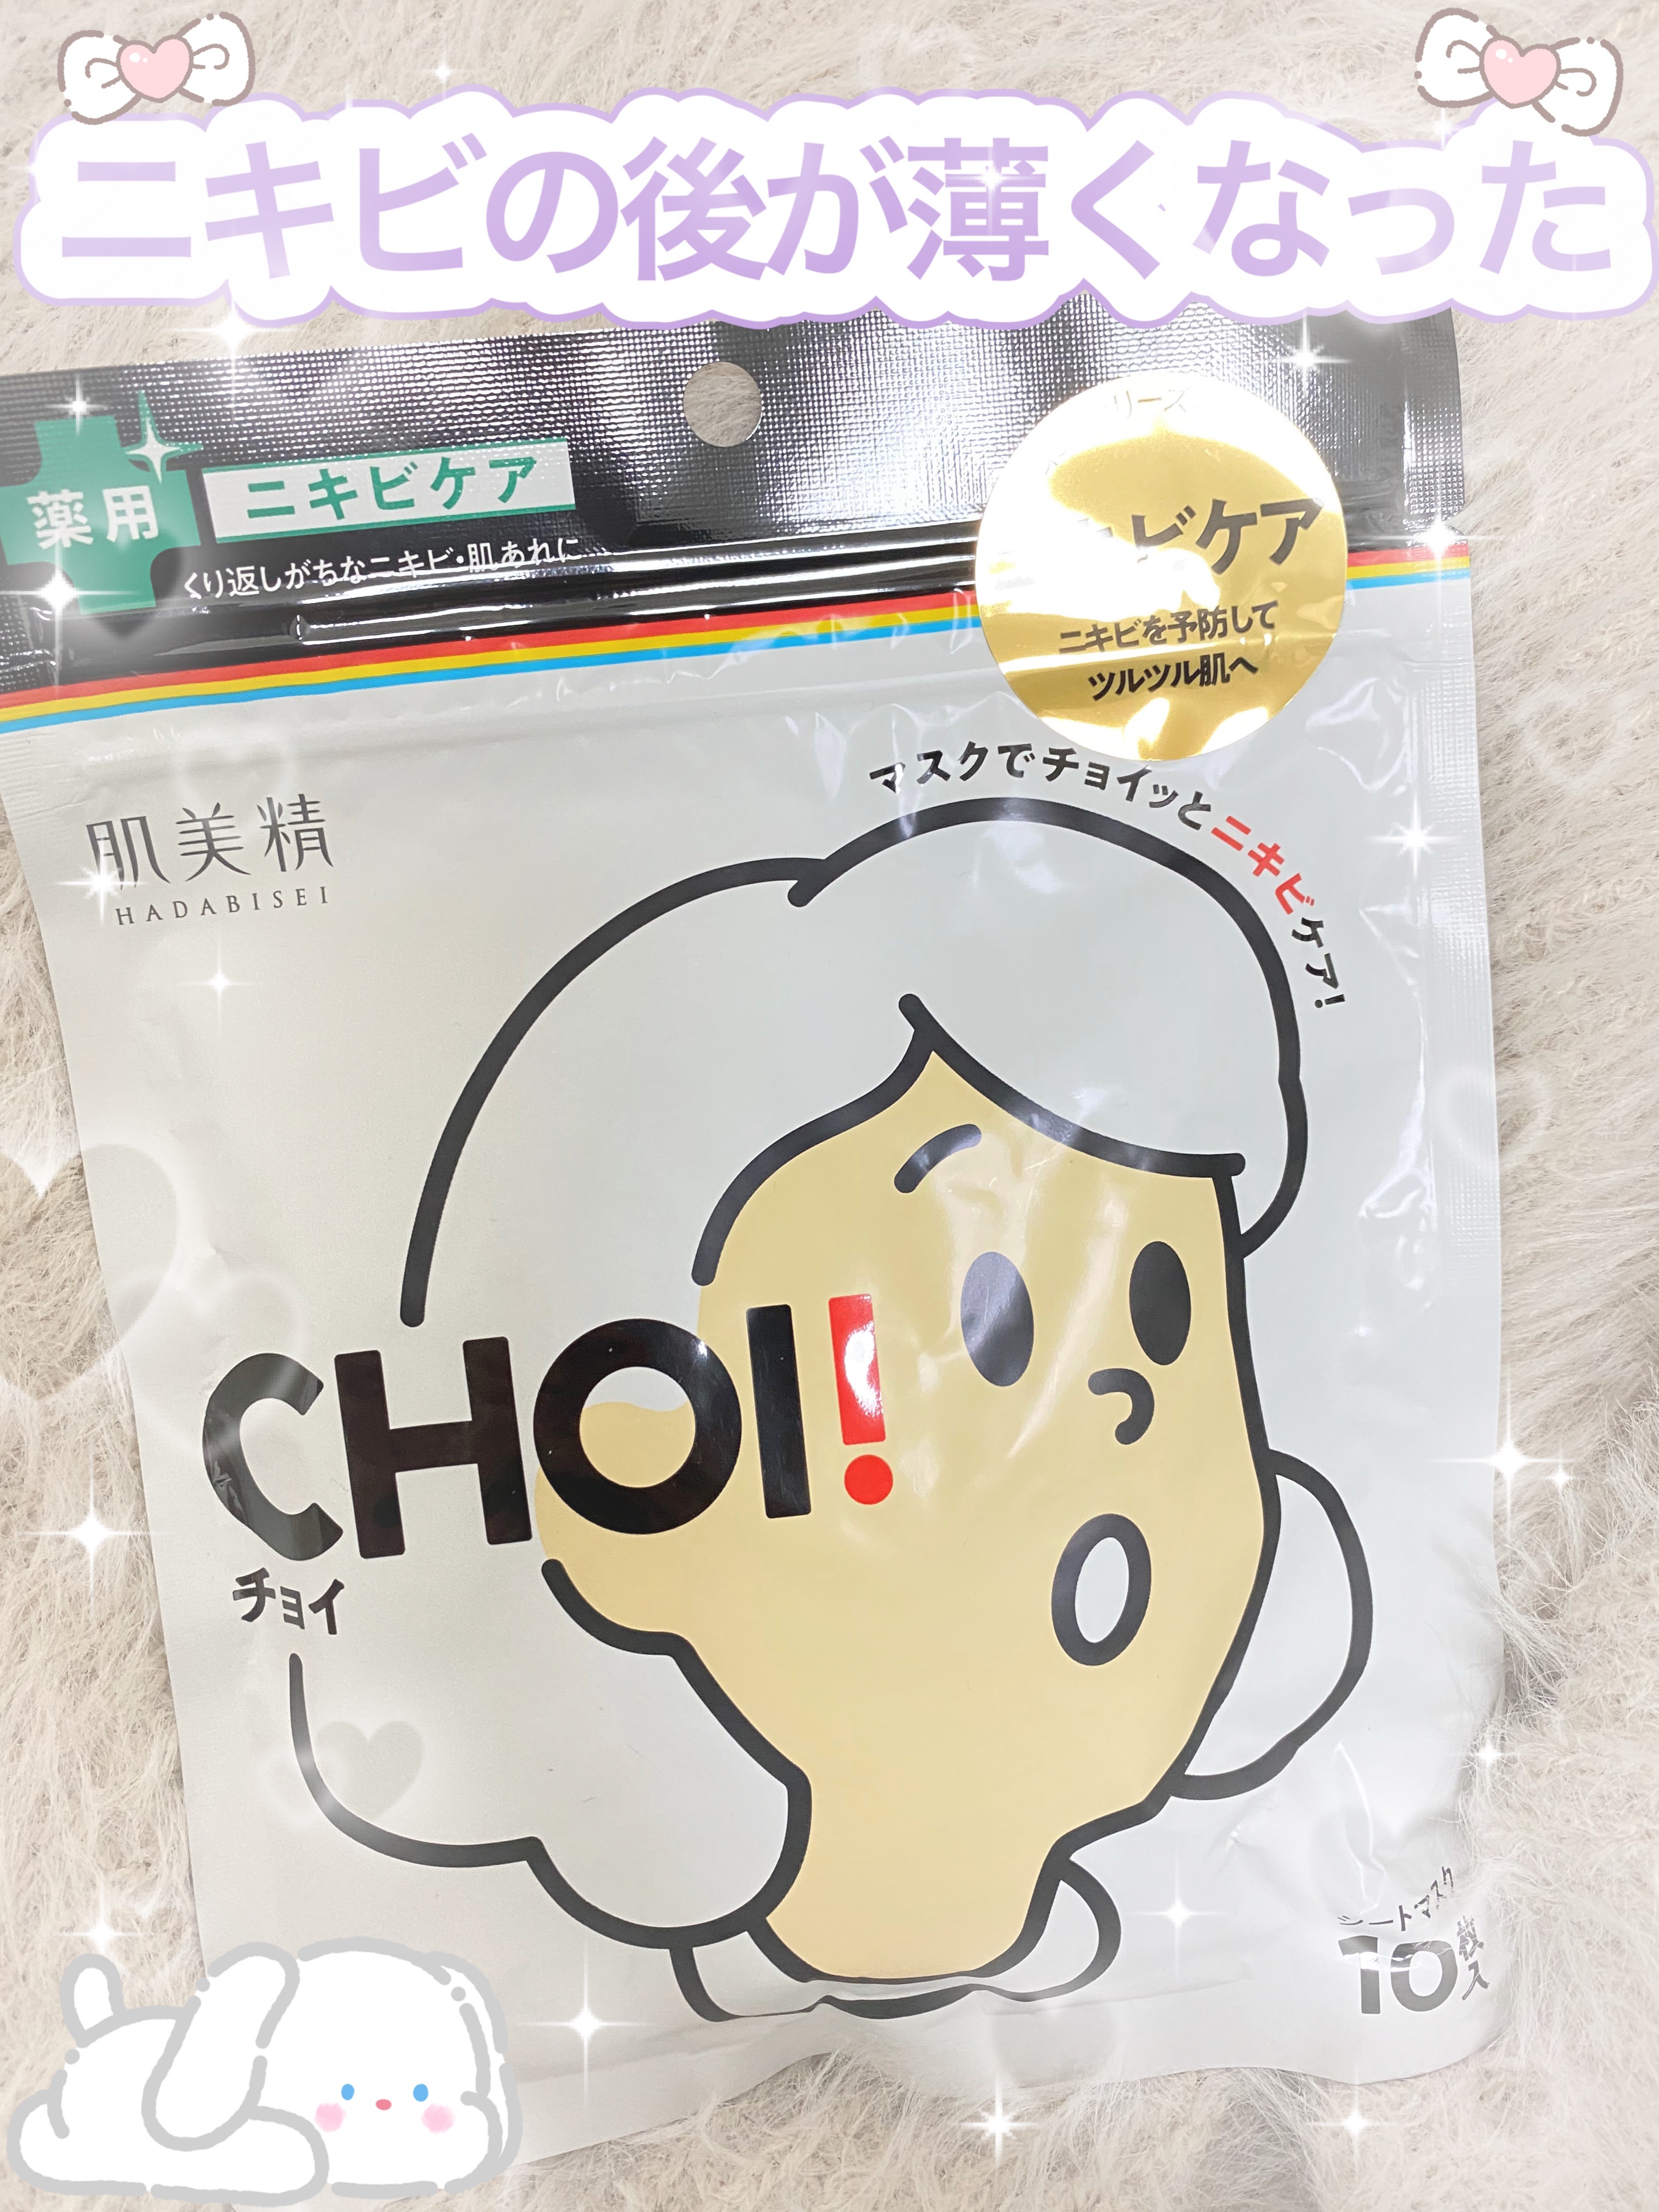 ニキビの後が薄くなった
薬用
ニキビケア
くり返しがちなニキビ・肌あれに
リーズ
ビケア
ニキビを予防して
ツルツル肌へ
マスクでチョイッとニキビケア!
肌美精
HADABISEI
CHOI!
チョイ
シートマスク
10枚入